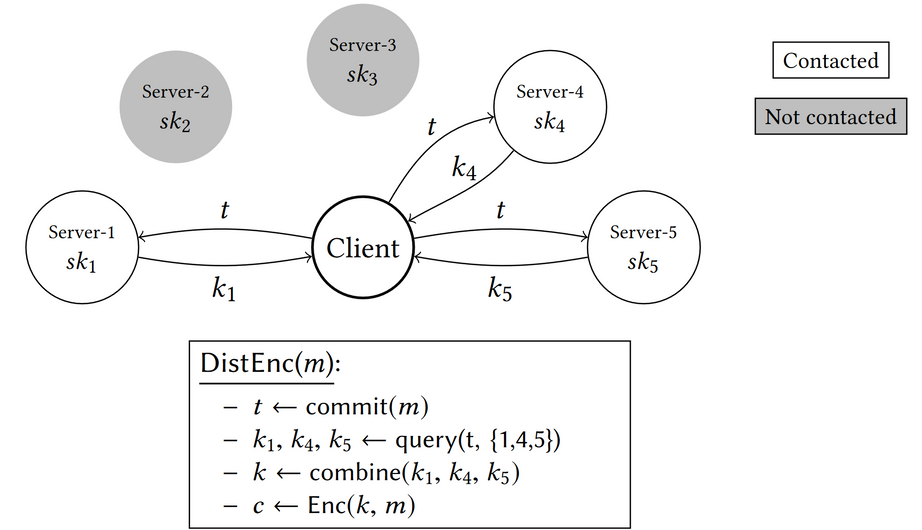 Server-3
sk₃
Server-2
sk₂
Server-4
sk₄
Contacted
Not contacted
t
k₄
Server-1
sk₁
t
k₁
Client
t
k₅
Server-5
sk₅
DistEnc(m):
– t ← commit(m)
– k₁, k₄, k₅ ← query(t, {1,4,5})
– k ← combine(k₁, k₄, k₅)
– c ← Enc(k, m)